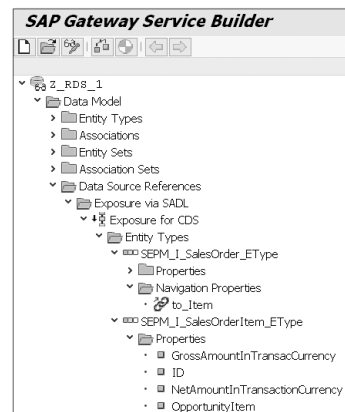 SAP Gateway Service Builder
Z_RDS_1
Data Model
Entity Types
Associations
Entity Sets
Association Sets
Data Source References
Exposure via SADL
Exposure for CDS
Entity Types
SEPM_I_SalesOrder_EType
Properties
Navigation Properties
to_Item
SEPM_I_SalesOrderItem_EType
Properties
GrossAmountInTransacCurrency
ID
NetAmountInTransactionCurrency
OpportunityItem